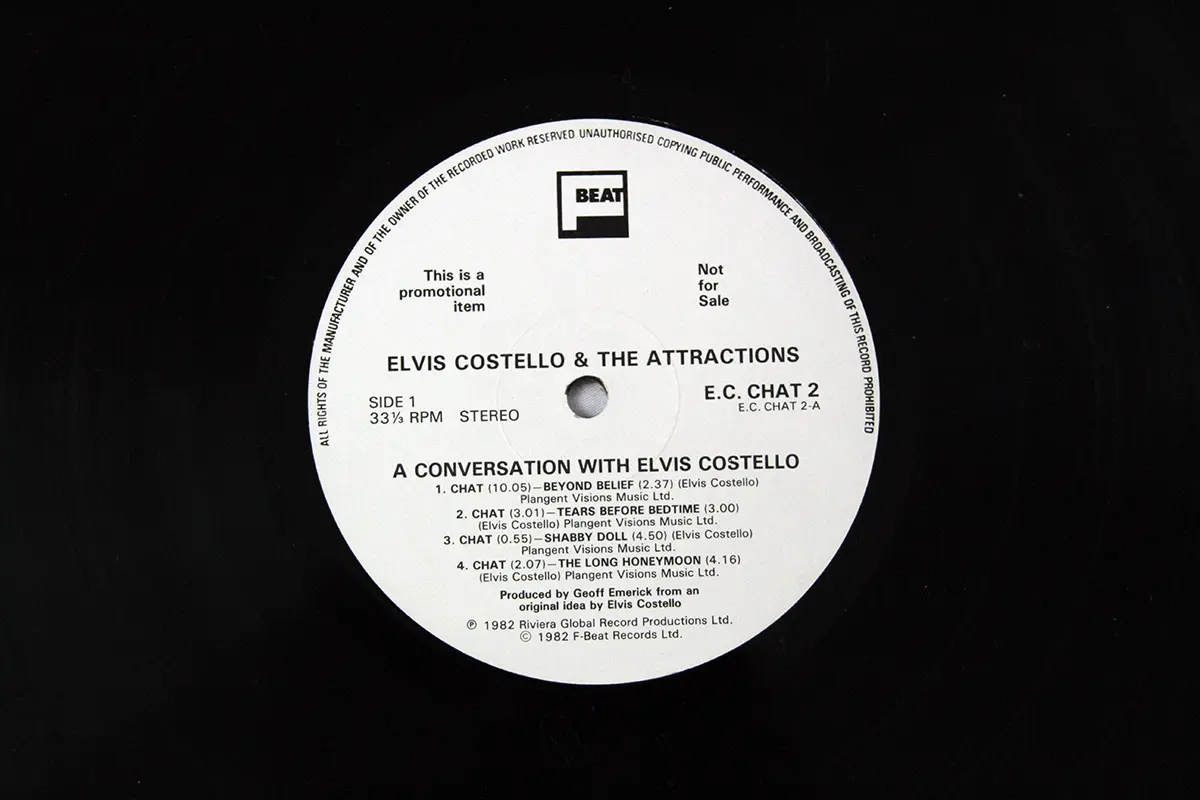 ALL RIGHTS OF THE MANUFACTURER AND OF THE OWNER OF THE RECORDED WORK RESERVED UNAUTHORISED COPYING PUBLIC PERFORMANCE AND BROADCASTING OF THIS RECORD PROHIBITED
F BEAT
This is a
promotional
item
Not
for
Sale
ELVIS COSTELLO & THE ATTRACTIONS
SIDE 1
33⅓ RPM STEREO
E.C. CHAT 2
E.C. CHAT 2-A
A CONVERSATION WITH ELVIS COSTELLO
1. CHAT (10.05)—BEYOND BELIEF (2.37) (Elvis Costello)
Plangent Visions Music Ltd.
2. CHAT (3.01)—TEARS BEFORE BEDTIME (3.00)
(Elvis Costello) Plangent Visions Music Ltd.
3. CHAT (0.55)—SHABBY DOLL (4.50) (Elvis Costello)
Plangent Visions Music Ltd.
4. CHAT (2.07)—THE LONG HONEYMOON (4.16)
(Elvis Costello) Plangent Visions Music Ltd.
Produced by Geoff Emerick from an
original idea by Elvis Costello
℗ 1982 Riviera Global Record Productions Ltd.
© 1982 F-Beat Records Ltd.